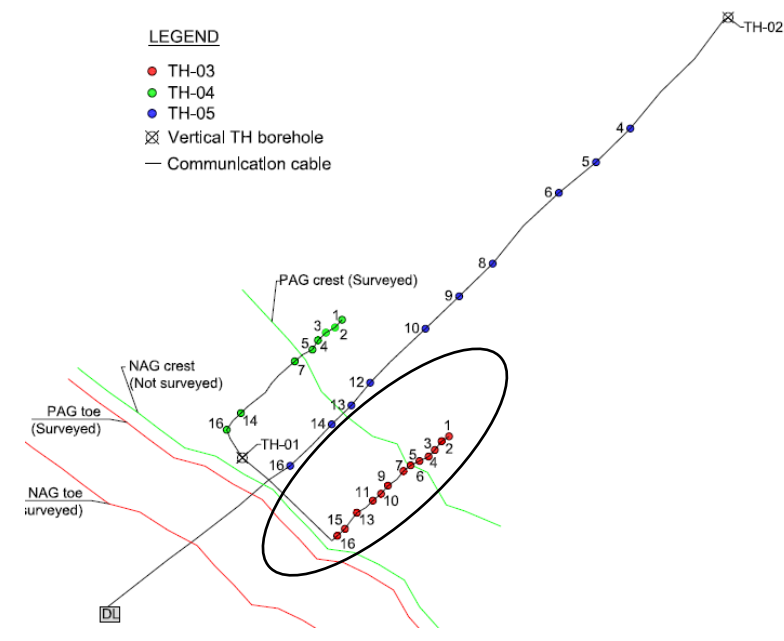 LEGEND
TH-03
TH-04
TH-05
Vertical TH borehole
Communication cable
TH-02
4
5
6
8
9
10
12
13
14
16
PAG crest (Surveyed)
1
2
3
4
5
7
14
16
TH-01
NAG crest
(Not surveyed)
PAG toe
(Surveyed)
NAG toe
surveyed)
1
2
3
4
5
6
7
9
10
11
13
15
16
DL